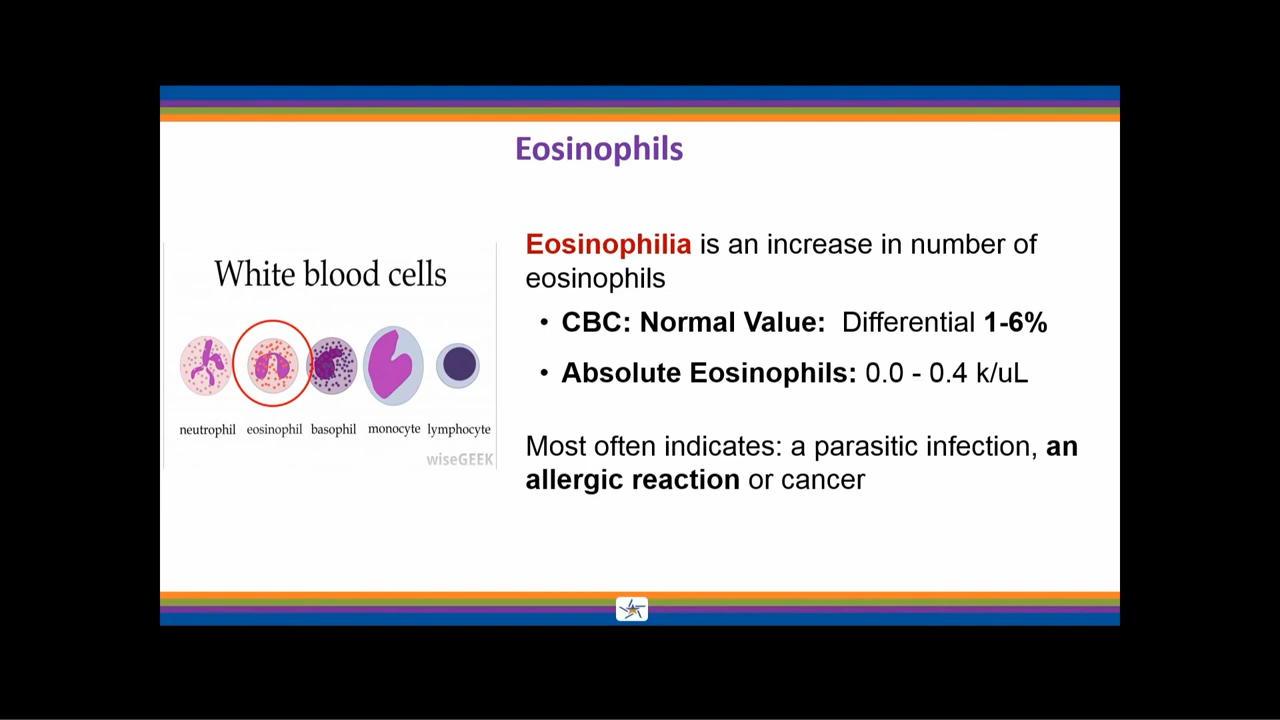 Eosinophils
White blood cells
neutrophil eosinophil basophil monocyte lymphocyte
wiseGEEK
Eosinophilia is an increase in number of
eosinophils
• CBC: Normal Value: Differential 1-6%
• Absolute Eosinophils: 0.0 - 0.4 k/uL
Most often indicates: a parasitic infection, an
allergic reaction or cancer